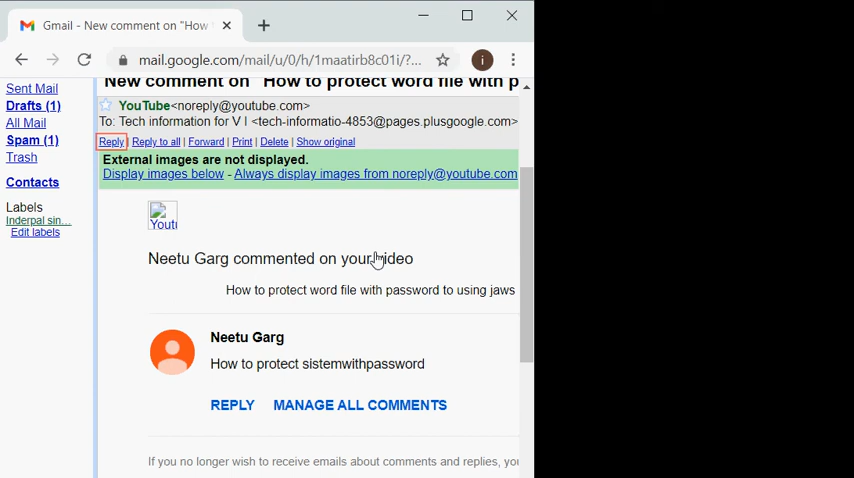 Gmail - New comment on "How
mail.google.com/mail/u/0/h/1maatirb8c01i/?...
i
Sent Mail
Drafts (1)
All Mail
Spam (1)
Trash
Contacts
Labels
Inderpal sin...
Edit labels
New comment on "How to protect word file with p
YouTube<noreply@youtube.com>
To: Tech information for V I <tech-informatio-4853@pages.plusgoogle.com>
Reply | Reply to all | Forward | Print | Delete | Show original
External images are not displayed.
Display images below - Always display images from noreply@youtube.com
Yout
Neetu Garg commented on your video
How to protect word file with password to using jaws
Neetu Garg
How to protect sistemwithpassword
REPLY MANAGE ALL COMMENTS
If you no longer wish to receive emails about comments and replies, you